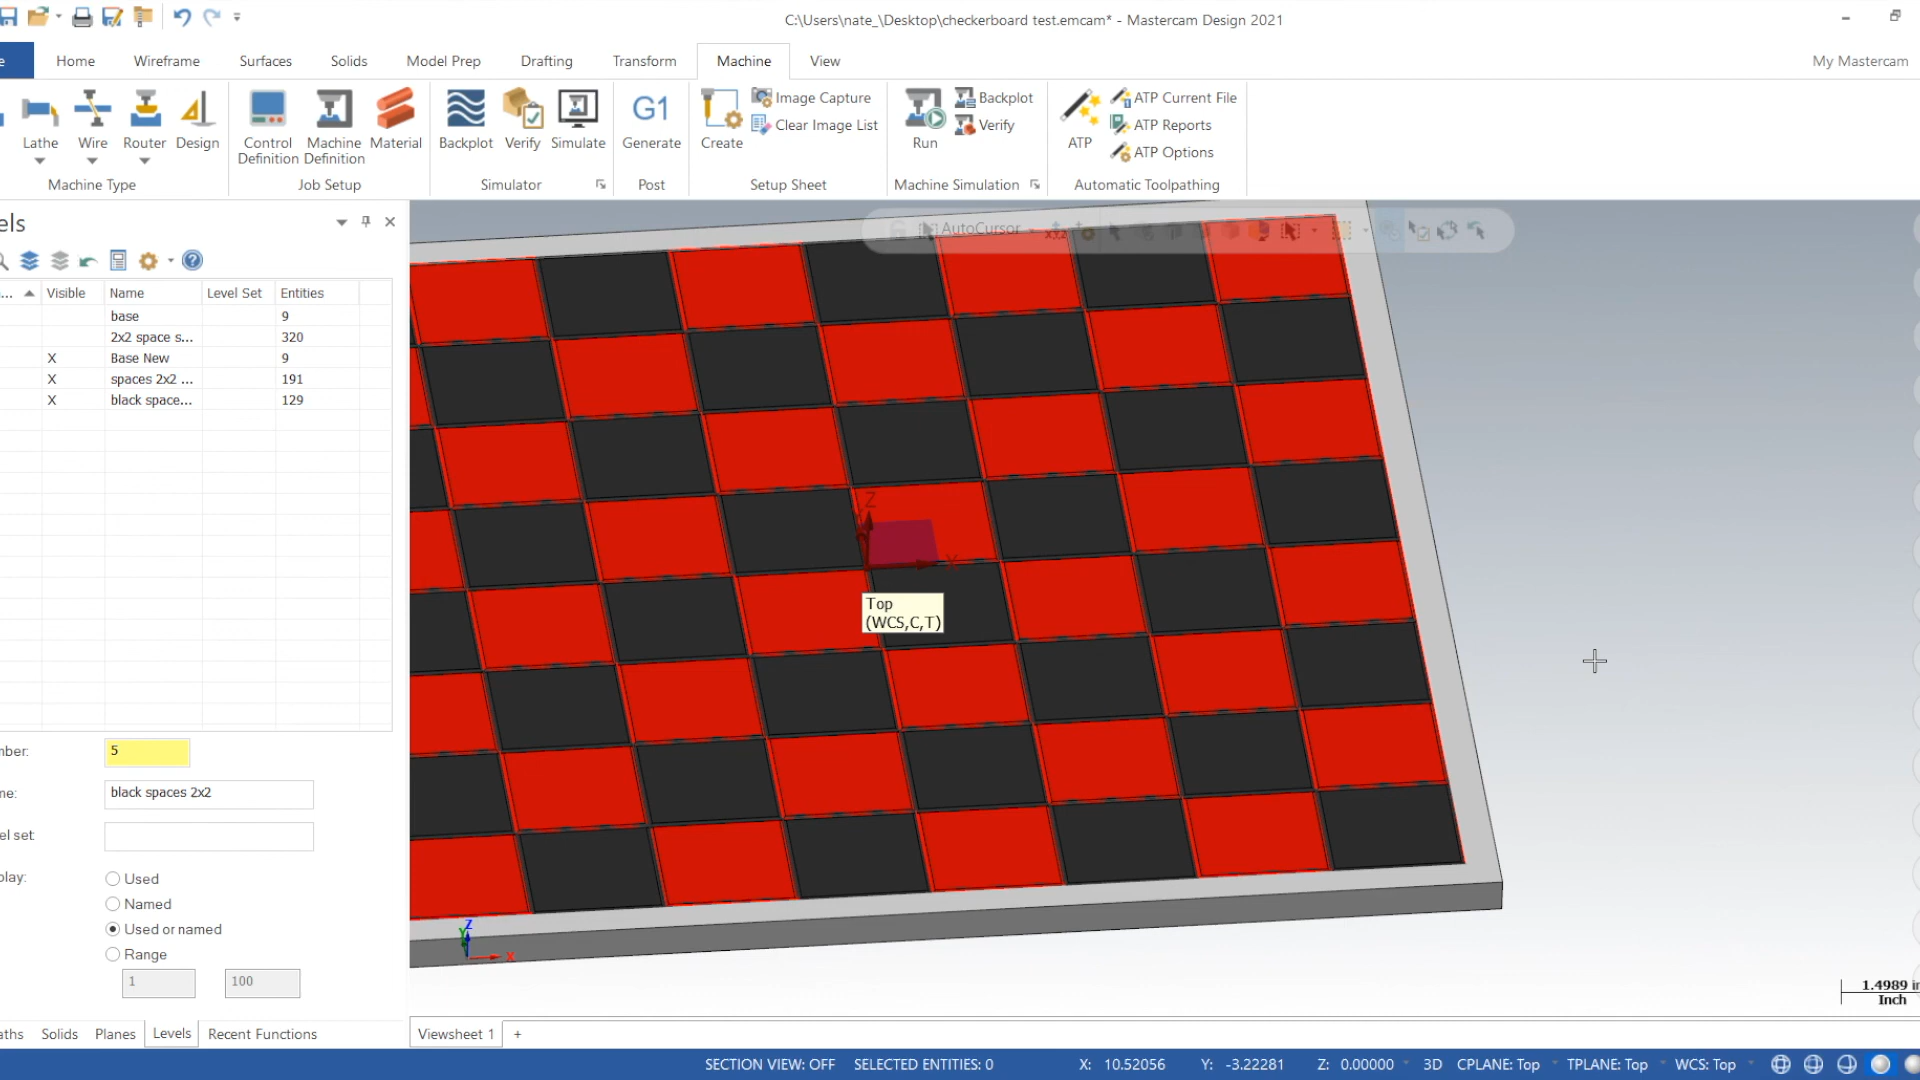 C:\Users\nate_\Desktop\checkerboard test.emcam* - Mastercam Design 2021
Home Wireframe Surfaces Solids Model Prep Drafting Transform Machine View My Mastercam
Lathe Wire Router Design
Control Definition Machine Definition Material
Backplot Verify Simulate
G1 Generate
Create
Image Capture
Clear Image List
Run
Backplot
Verify
ATP
ATP Current File
ATP Reports
ATP Options
Machine Type Job Setup Simulator Post Setup Sheet Machine Simulation Automatic Toolpathing
els
AutoCursor
... Visible Name Level Set Entities
base 9
2x2 space s... 320
X Base New 9
X spaces 2x2 ... 191
X black space... 129
mber: 5
me: black spaces 2x2
el set
play:
Used
Named
Used or named
Range
1 100
Z
Y
Top
(WCS,C,T)
Z
Y
X
1.4989 in
Inch
aths Solids Planes Levels Recent Functions
Viewsheet 1 +
SECTION VIEW: OFF SELECTED ENTITIES: 0 X: 10.52056 Y: -3.22281 Z: 0.00000 3D CPLANE: Top TPLANE: Top WCS: Top